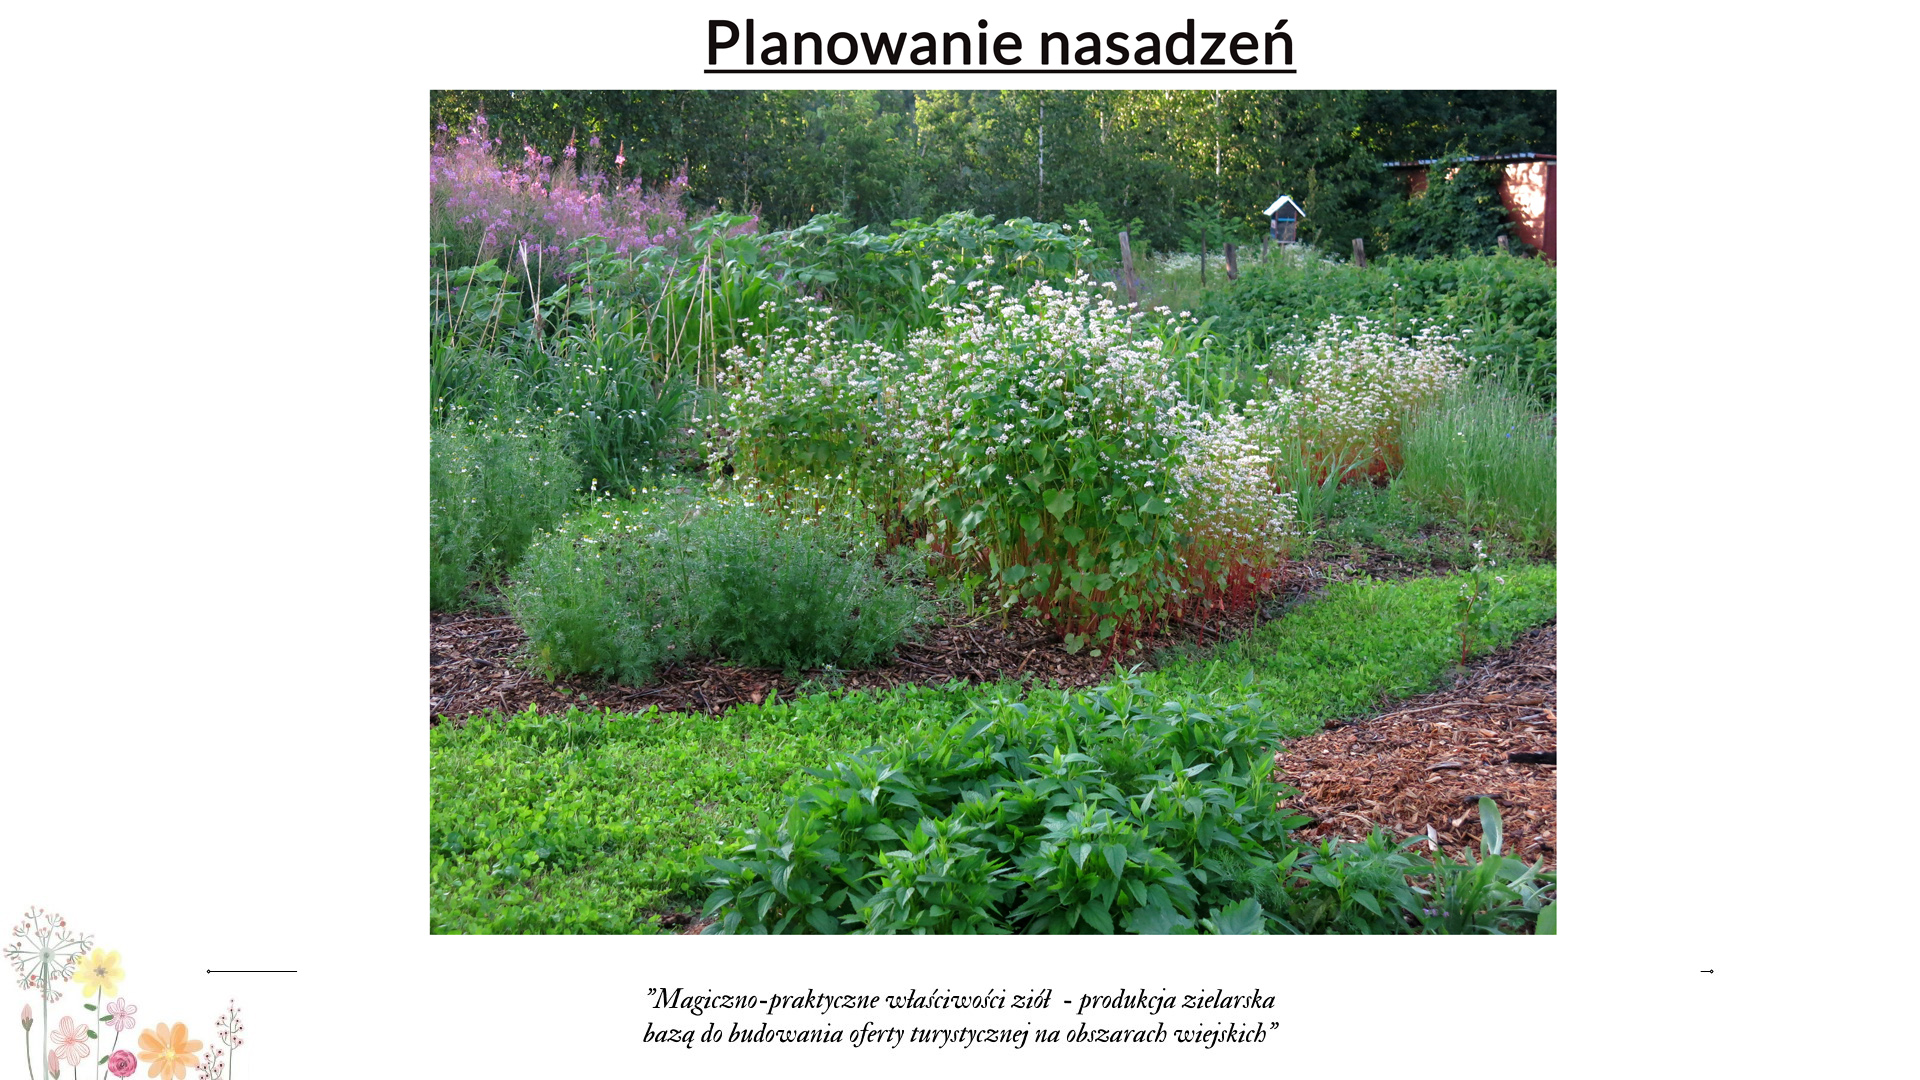 Planowanie nasadzeń
”Magiczno-praktyczne właściwości ziół - produkcja zielarska
bazą do budowania oferty turystycznej na obszarach wiejskich”